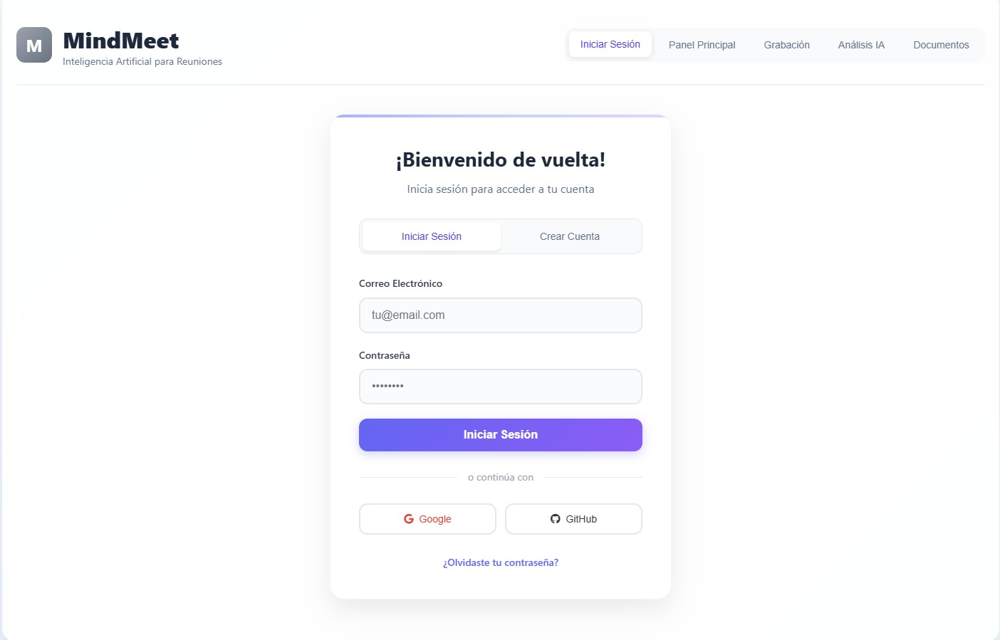 M
MindMeet
Inteligencia Artificial para Reuniones
Iniciar Sesión
Panel Principal
Grabación
Análisis IA
Documentos
¡Bienvenido de vuelta!
Inicia sesión para acceder a tu cuenta
Iniciar Sesión
Crear Cuenta
Correo Electrónico
tu@email.com
Contraseña
••••••••
Iniciar Sesión
o continúa con
Google
GitHub
¿Olvidaste tu contraseña?